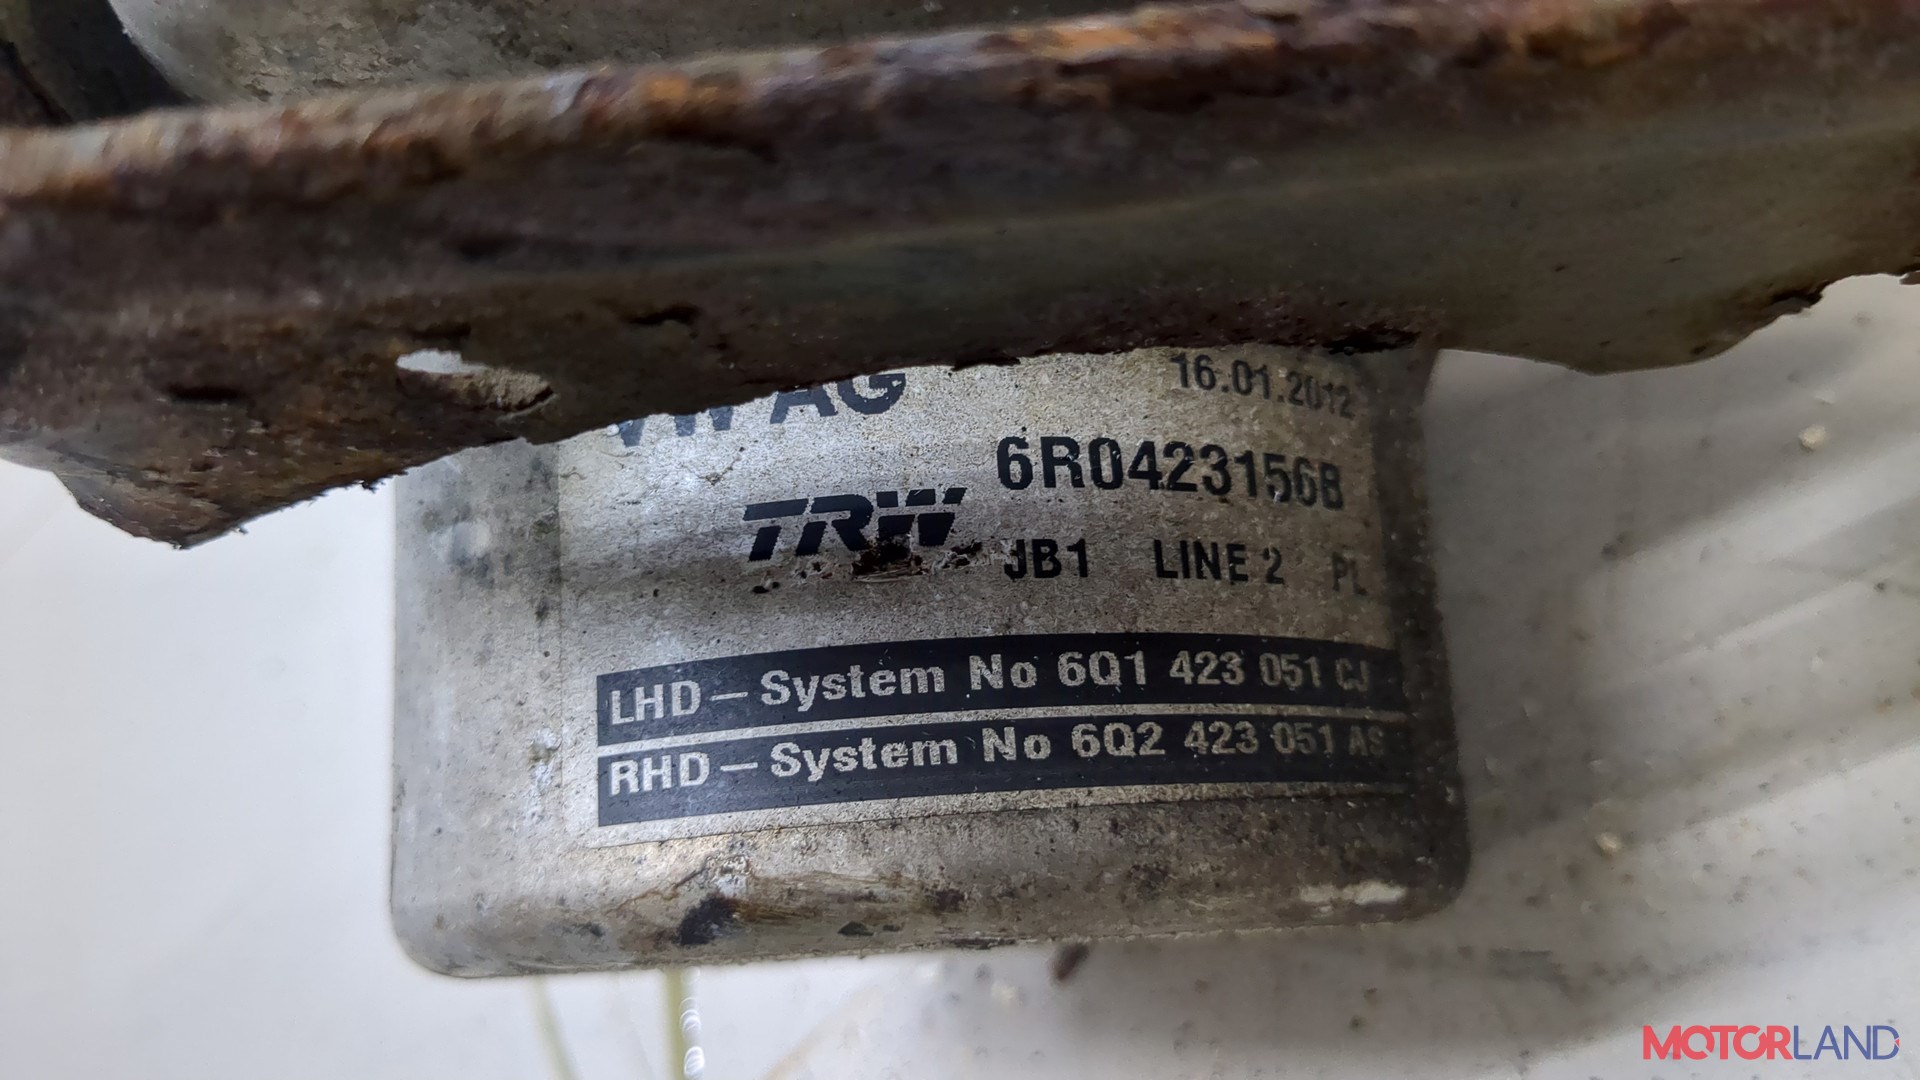 VW AG
16.01.2012
6R0423156B
TRW
JB1 LINE 2 PL
LHD – System No 6Q1 423 051 CJ
RHD – System No 6Q2 423 051 AS
MOTORLAND